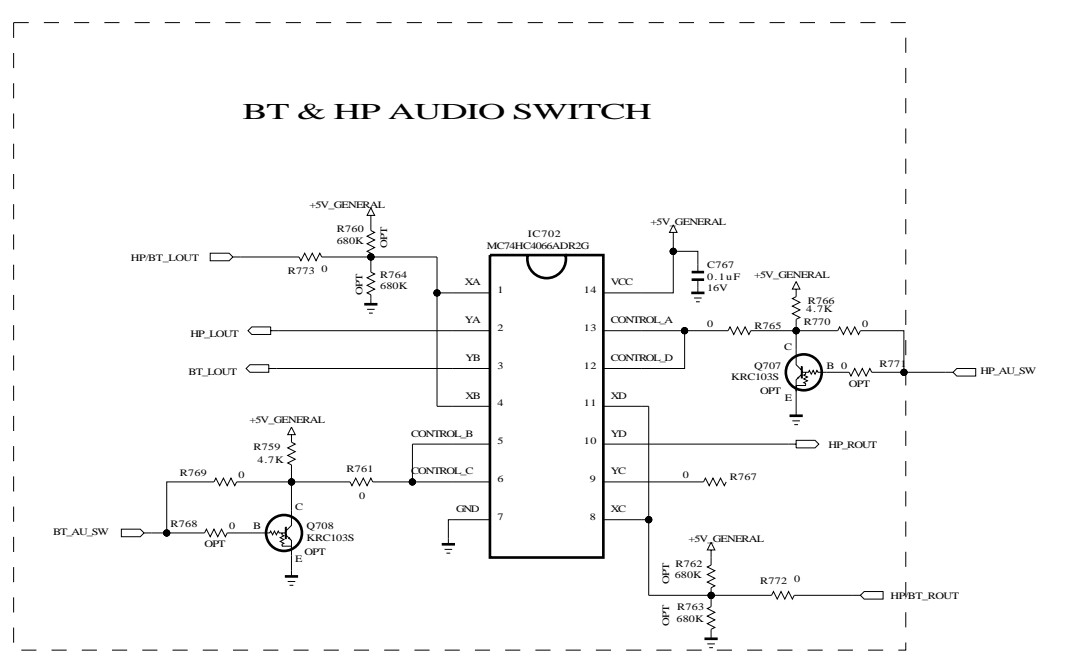 BT & HP AUDIO SWITCH
+5V_GENERAL
R760
680K
OPT
HP/BT_LOUT
R773
0
OPT
R764
680K
IC702
MC74HC4066ADR2G
+5V_GENERAL
C767
0.1uF
16V
XA
1
14
VCC
+5V_GENERAL
R766
4.7K
HP_LOUT
YA
2
13
CONTROL_A
0
R765
R770
0
BT_LOUT
YB
3
12
CONTROL_D
C
Q707
KRC103S
OPT
B
0
OPT
R771
E
HP_AU_SW
XB
4
11
XD
+5V_GENERAL
R759
4.7K
CONTROL_B
5
10
YD
HP_ROUT
R769
0
R761
0
CONTROL_C
6
9
YC
0
R767
GND
7
8
XC
BT_AU_SW
R768
0
OPT
B
C
Q708
KRC103S
OPT
E
+5V_GENERAL
OPT
R762
680K
R772
0
HP/BT_ROUT
OPT
R763
680K